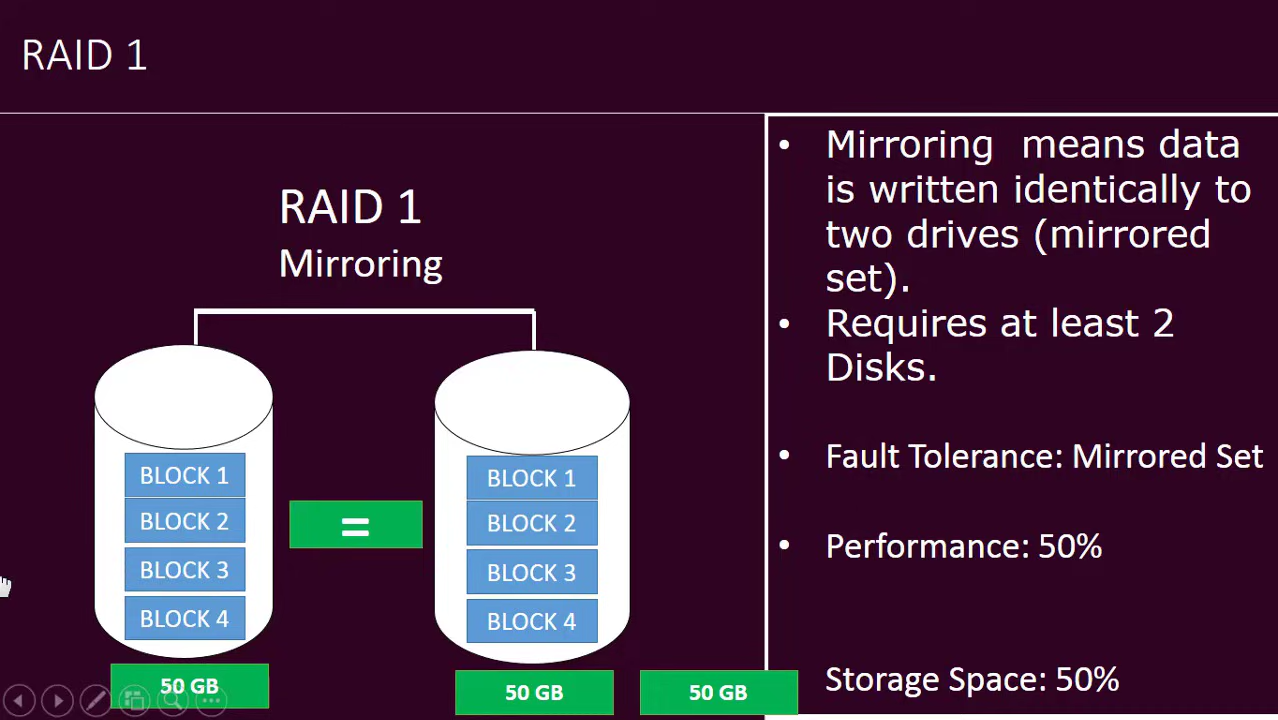 RAID 1
RAID 1
Mirroring
BLOCK 1
BLOCK 2
BLOCK 3
BLOCK 4
50 GB
=
BLOCK 1
BLOCK 2
BLOCK 3
BLOCK 4
50 GB
50 GB
• Mirroring means data
is written identically to
two drives (mirrored
set).
• Requires at least 2
Disks.
• Fault Tolerance: Mirrored Set
• Performance: 50%
Storage Space: 50%